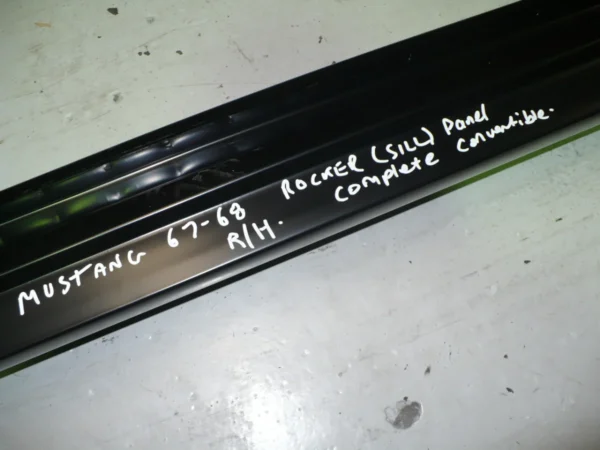 MUSTANG 67-68 ROCKER (SILL) Panel
R/H. Complete Convertible.